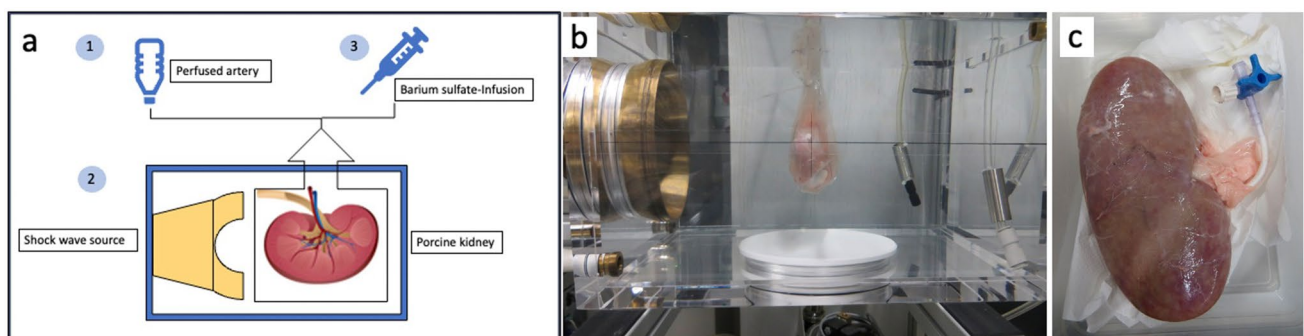 a
1
Perfused artery
3
Barium sulfate-Infusion
2
Shock wave source
Porcine kidney
b
c